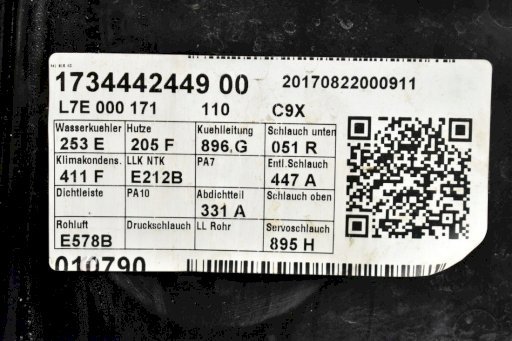 1734442449 00 20170822000911
L7E 000 171 110 C9X
Wasserkuehler Hutze Kuehlleitung Schlauch unten
253 E 205 F 896,G 051 R
Klimakondens. LLK NTK PA7 Entl.Schlauch
411 F E212B 447 A
Dichtleiste PA10 Abdichtteil Schlauch oben
331 A
Rohluft Druckschlauch LL Rohr Servoschlauch
E578B 895 H
010790